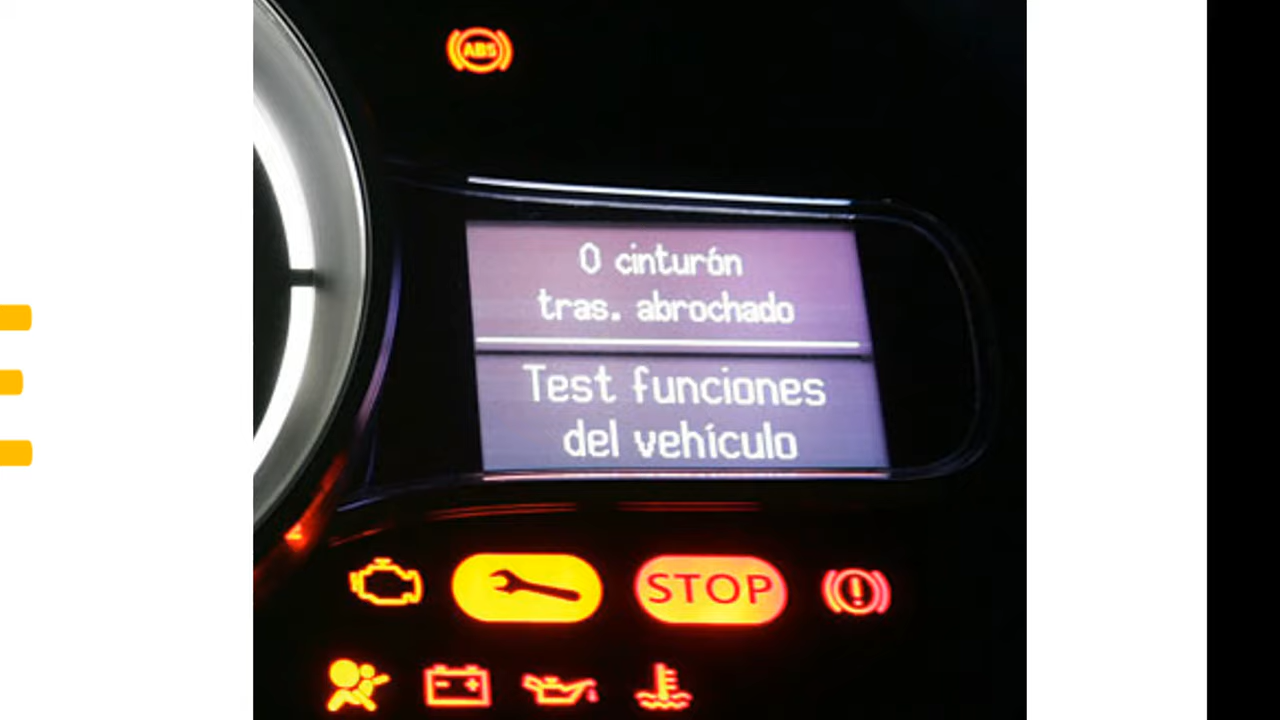 ABS
0 cinturón
tras. abrochado
Test funciones
del vehículo
STOP